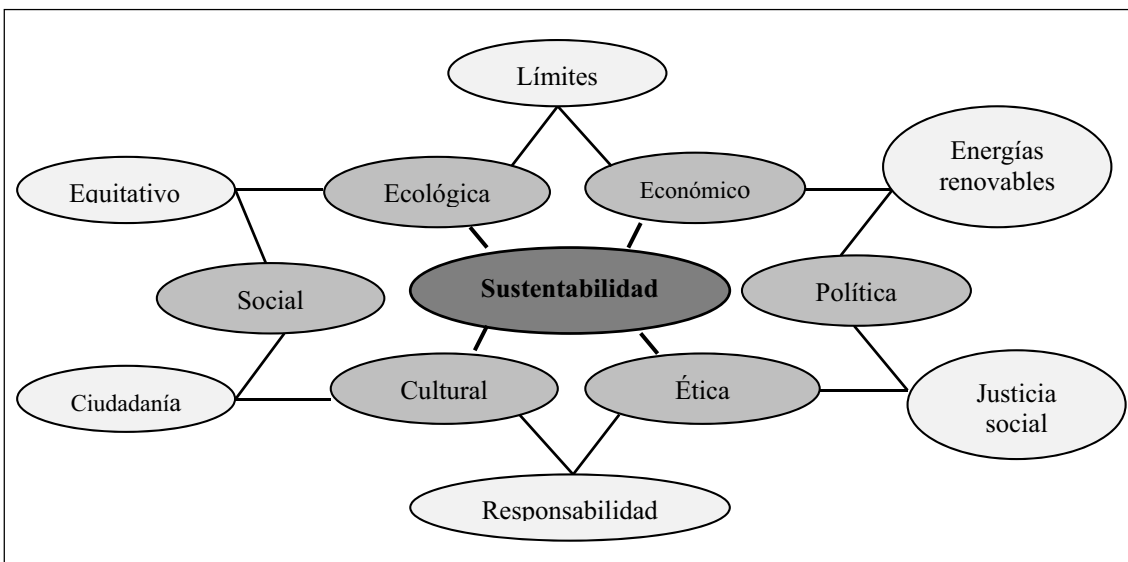 Límites
Energías
renovables
Equitativo
Ecológica
Económico
Sustentabilidad
Social
Política
Ciudadanía
Cultural
Ética
Justicia
social
Responsabilidad